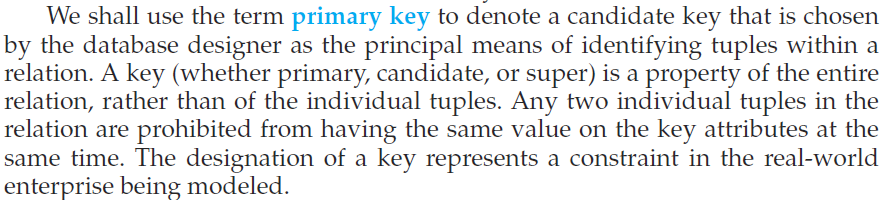 We shall use the term primary key to denote a candidate key that is chosen
by the database designer as the principal means of identifying tuples within a
relation. A key (whether primary, candidate, or super) is a property of the entire
relation, rather than of the individual tuples. Any two individual tuples in the
relation are prohibited from having the same value on the key attributes at the
same time. The designation of a key represents a constraint in the real-world
enterprise being modeled.